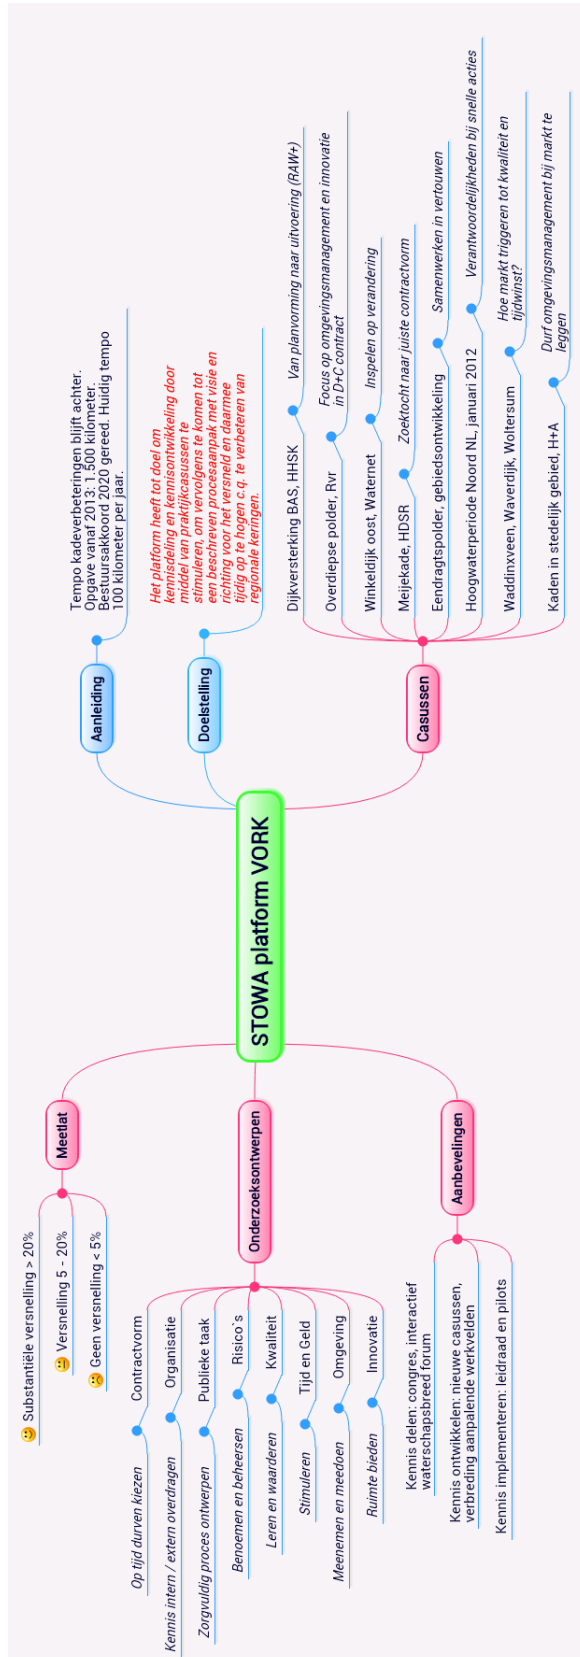 STOWA platform VORK
Aanleiding
Tempo kadeverbeteringen blijft achter.
Opgave vanaf 2013: 1.500 kilometer.
Bestuursakkoord 2020 gereed. Huidig tempo
100 kilometer per jaar.
Doelstelling
Het platform heeft tot doel om
kennisdeling en kennisontwikkeling door
middel van praktijkcasussen te
stimuleren, om vervolgens te komen tot
een beschreven procesaanpak met visie en
richting voor het versneld en daarmee
tijdig op te hogen c.q. te verbeteren van
regionale keringen.
Casussen
Dijkversterking BAS, HHSK
Van planvorming naar uitvoering (RAW+)
Overdiepse polder, Rvr
Focus op omgevingsmanagement en innovatie
in D+C contract
Winkeldijk oost, Waternet
Inspelen op verandering
Meijekade, HDSR
Zoektocht naar juiste contractvorm
Eendragtspolder, gebiedsontwikkeling
Samenwerken in vertouwen
Hoogwaterperiode Noord NL, januari 2012
Verantwoordelijkheden bij snelle acties
Waddinxveen, Waverdijk, Woltersum
Hoe markt triggeren tot kwaliteit en
tijdwinst?
Kaden in stedelijk gebied, H+A
Durf omgevingsmanagement bij markt te
leggen
Meetlat
Substantiële versnelling > 20%
Versnelling 5 - 20%
Geen versnelling < 5%
Onderzoeksontwerpen
Contractvorm
Op tijd durven kiezen
Organisatie
Kennis intern / extern overdragen
Publieke taak
Zorgvuldig proces ontwerpen
Risico`s
Benoemen en beheersen
Kwaliteit
Leren en waarderen
Tijd en Geld
Stimuleren
Omgeving
Meenemen en meedoen
Innovatie
Ruimte bieden
Aanbevelingen
Kennis delen: congres, interactief
waterschapsbreed forum
Kennis ontwikkelen: nieuwe casussen,
verbreding aanpalende werkvelden
Kennis implementeren: leidraad en pilots